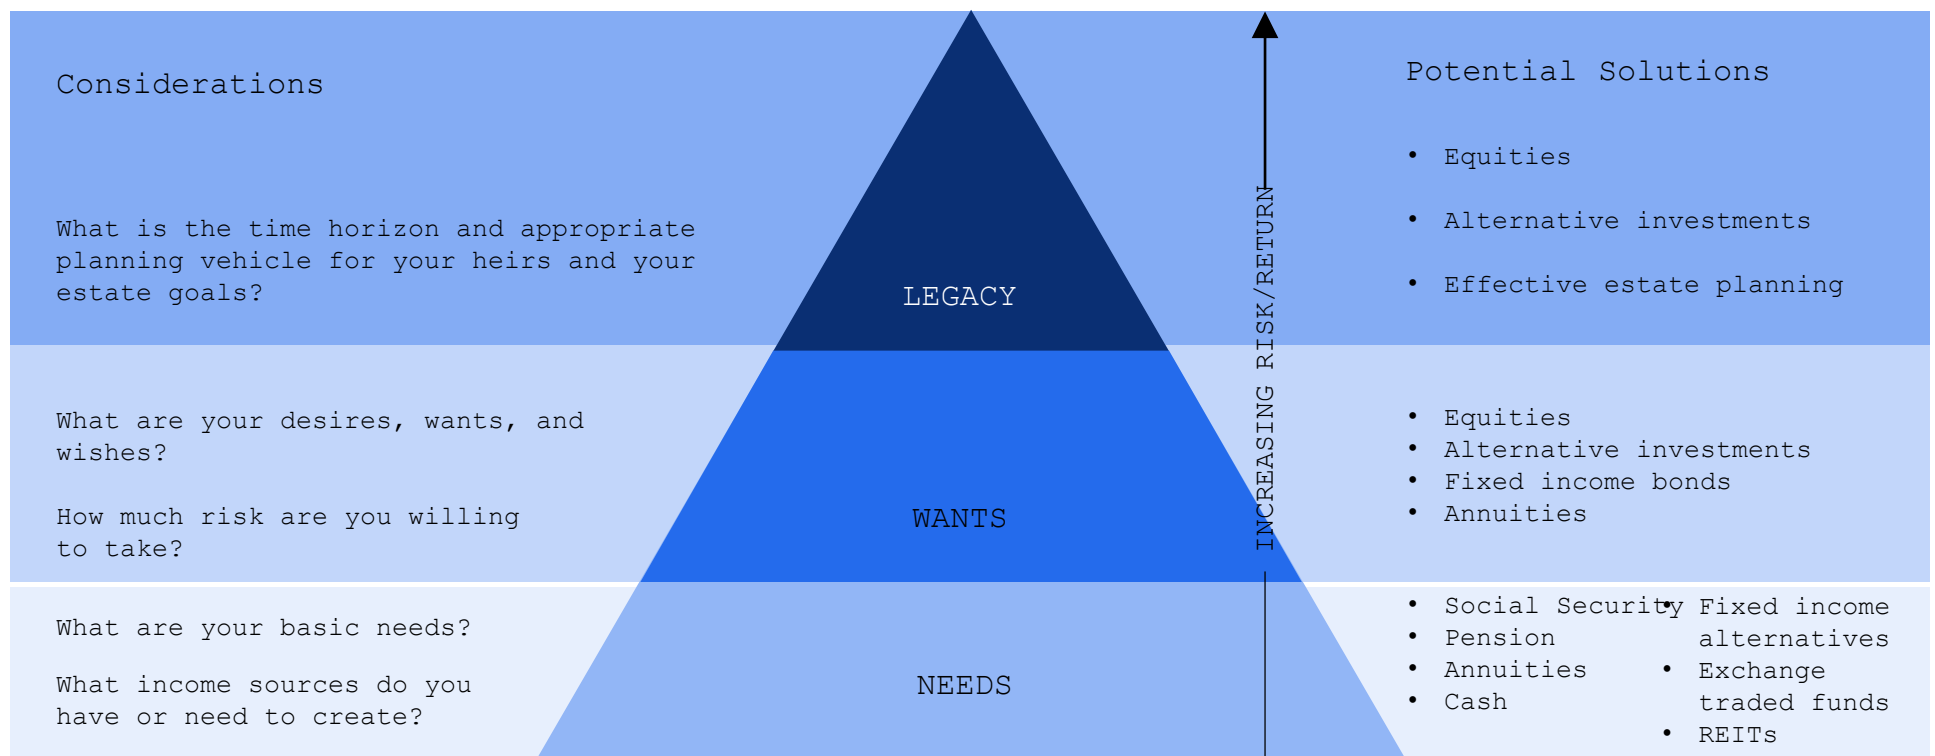 Considerations
Potential Solutions
What is the time horizon and appropriate
planning vehicle for your heirs and your
estate goals?
LEGACY
INCREASING RISK/RETURN
• Equities
• Alternative investments
• Effective estate planning
What are your desires, wants, and
wishes?
How much risk are you willing
to take?
WANTS
• Equities
• Alternative investments
• Fixed income bonds
• Annuities
What are your basic needs?
What income sources do you
have or need to create?
NEEDS
• Social Security
• Pension
• Annuities
• Cash
• Fixed income
alternatives
• Exchange
traded funds
• REITs